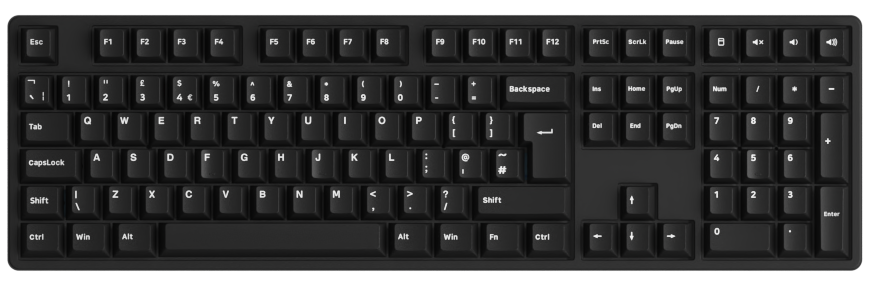 Esc F1 F2 F3 F4 F5 F6 F7 F8 F9 F10 F11 F12 PrtSc ScrLk Pause
¬ ! " £ $ % ^ & * ( ) _ + Backspace Ins Home PgUp Num / * -
` ¦ 1 2 3 4 € 5 6 7 8 9 0 - =
Tab Q W E R T Y U I O P { } Del End PgDn 7 8 9 +
[ ]
CapsLock A S D F G H J K L : @ ~ 4 5 6
; ' #
Shift | Z X C V B N M < > ? Shift ↑ 1 2 3 Enter
\ , . /
Ctrl Win Alt Alt Win Fn Ctrl ← ↓ → 0 .